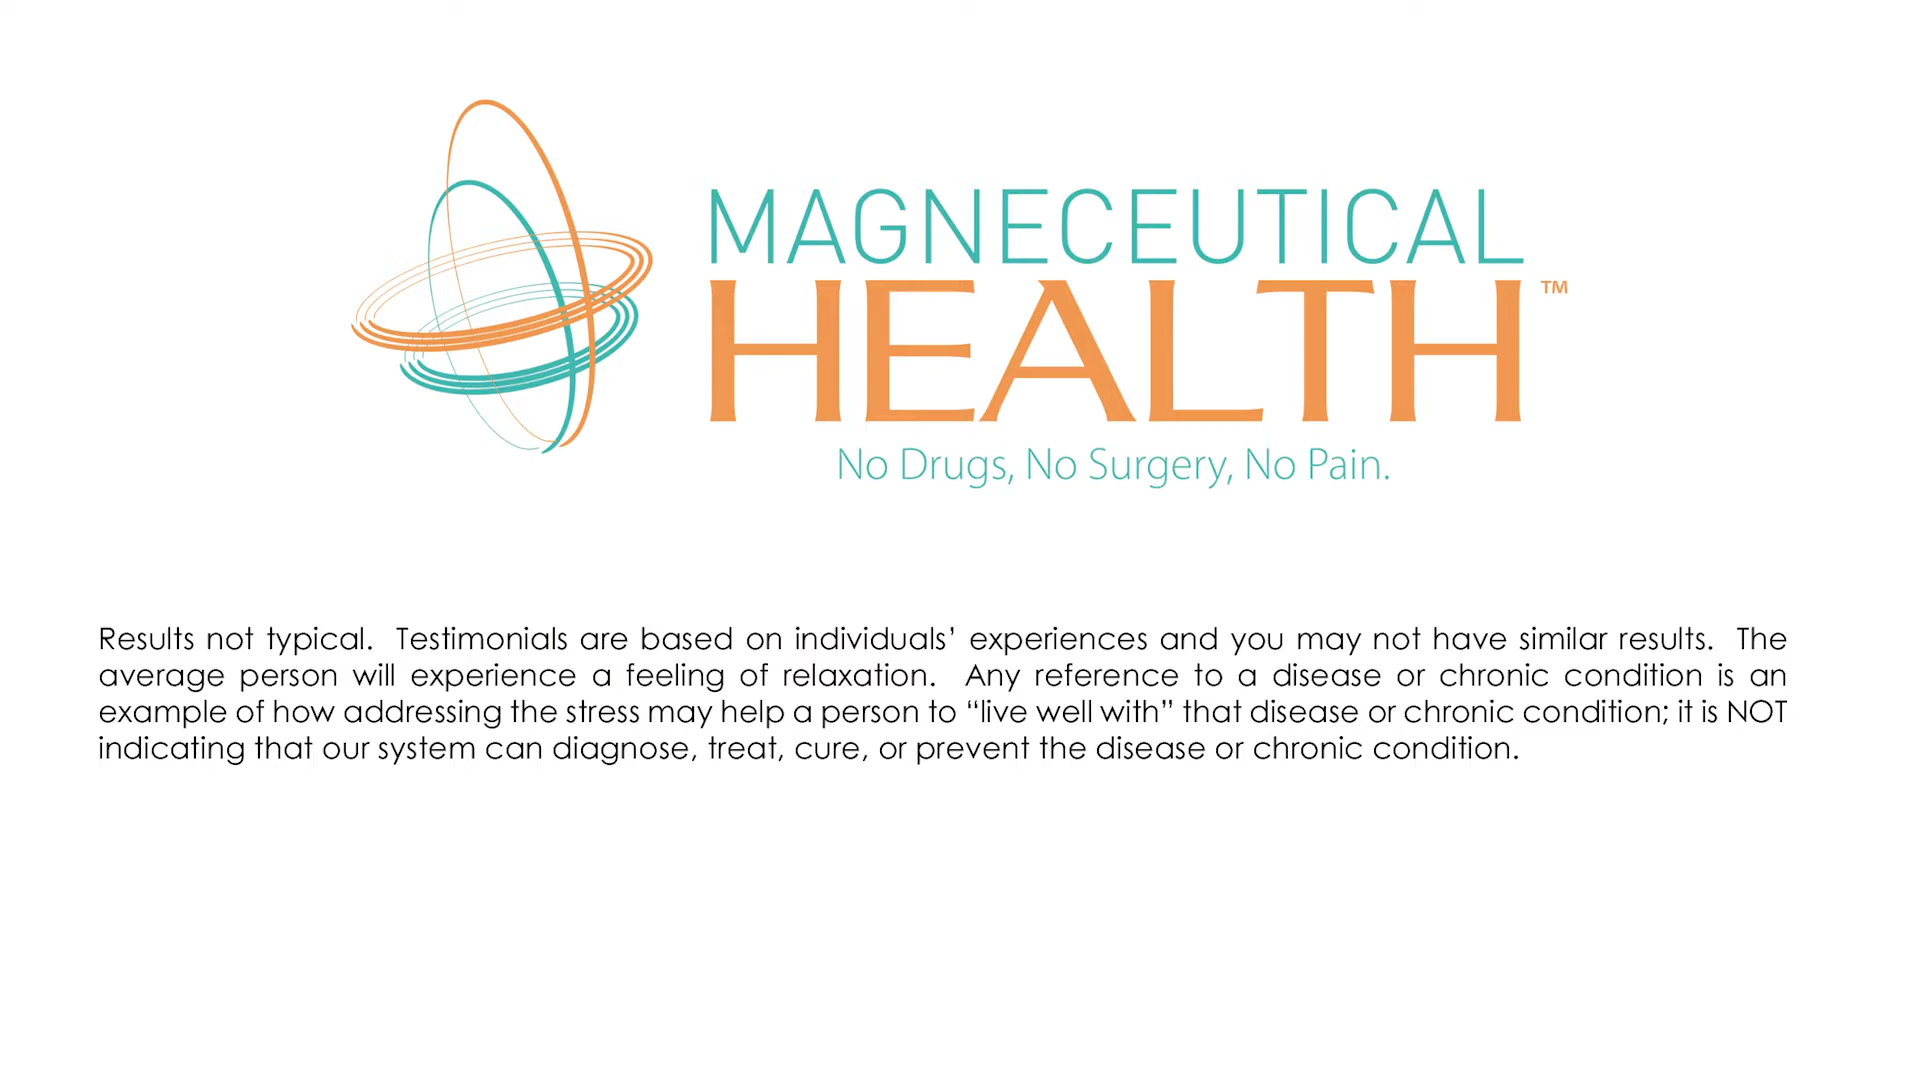 MAGNECEUTICAL
HEALTH™
No Drugs, No Surgery, No Pain.
Results not typical. Testimonials are based on individuals’ experiences and you may not have similar results. The
average person will experience a feeling of relaxation. Any reference to a disease or chronic condition is an
example of how addressing the stress may help a person to “live well with” that disease or chronic condition; it is NOT
indicating that our system can diagnose, treat, cure, or prevent the disease or chronic condition.